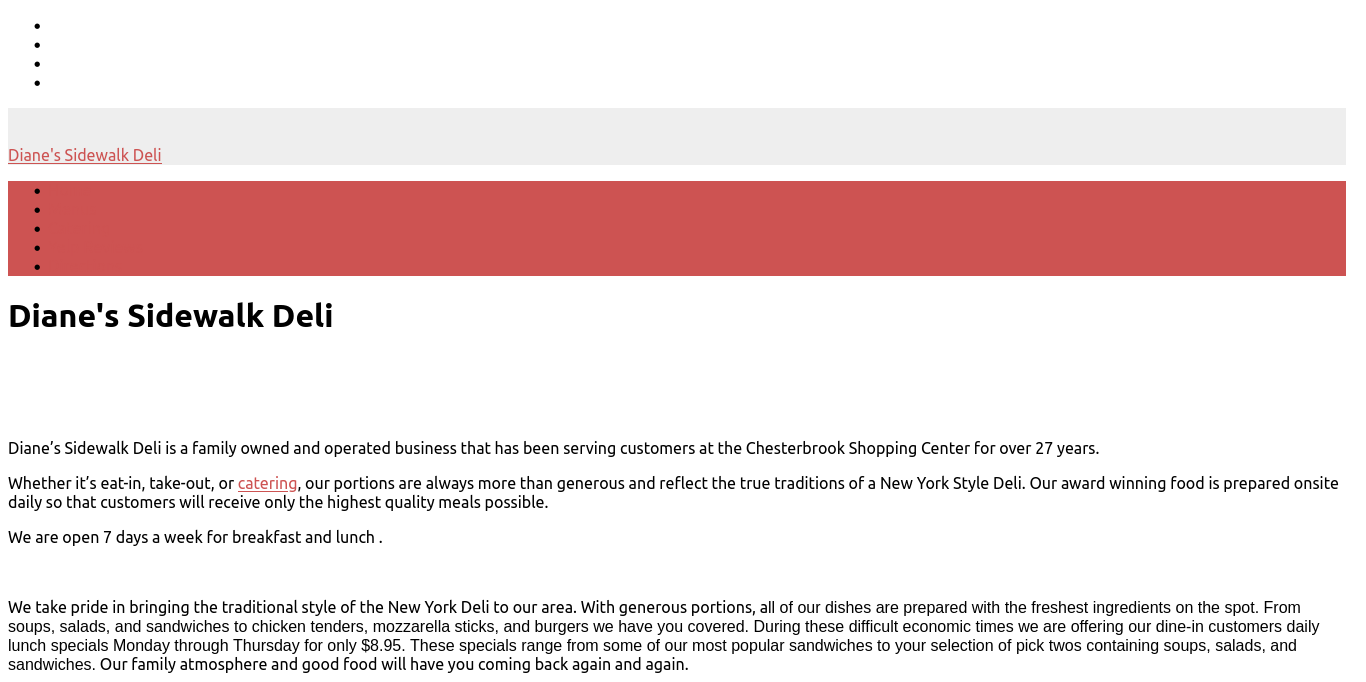 Diane's Sidewalk Deli
Diane's Sidewalk Deli
Diane’s Sidewalk Deli is a family owned and operated business that has been serving customers at the Chesterbrook Shopping Center for over 27 years.
Whether it’s eat-in, take-out, or catering, our portions are always more than generous and reflect the true traditions of a New York Style Deli. Our award winning food is prepared onsite
daily so that customers will receive only the highest quality meals possible.
We are open 7 days a week for breakfast and lunch .
We take pride in bringing the traditional style of the New York Deli to our area. With generous portions, all of our dishes are prepared with the freshest ingredients on the spot. From
soups, salads, and sandwiches to chicken tenders, mozzarella sticks, and burgers we have you covered. During these difficult economic times we are offering our dine-in customers daily
lunch specials Monday through Thursday for only $8.95. These specials range from some of our most popular sandwiches to your selection of pick twos containing soups, salads, and
sandwiches. Our family atmosphere and good food will have you coming back again and again.